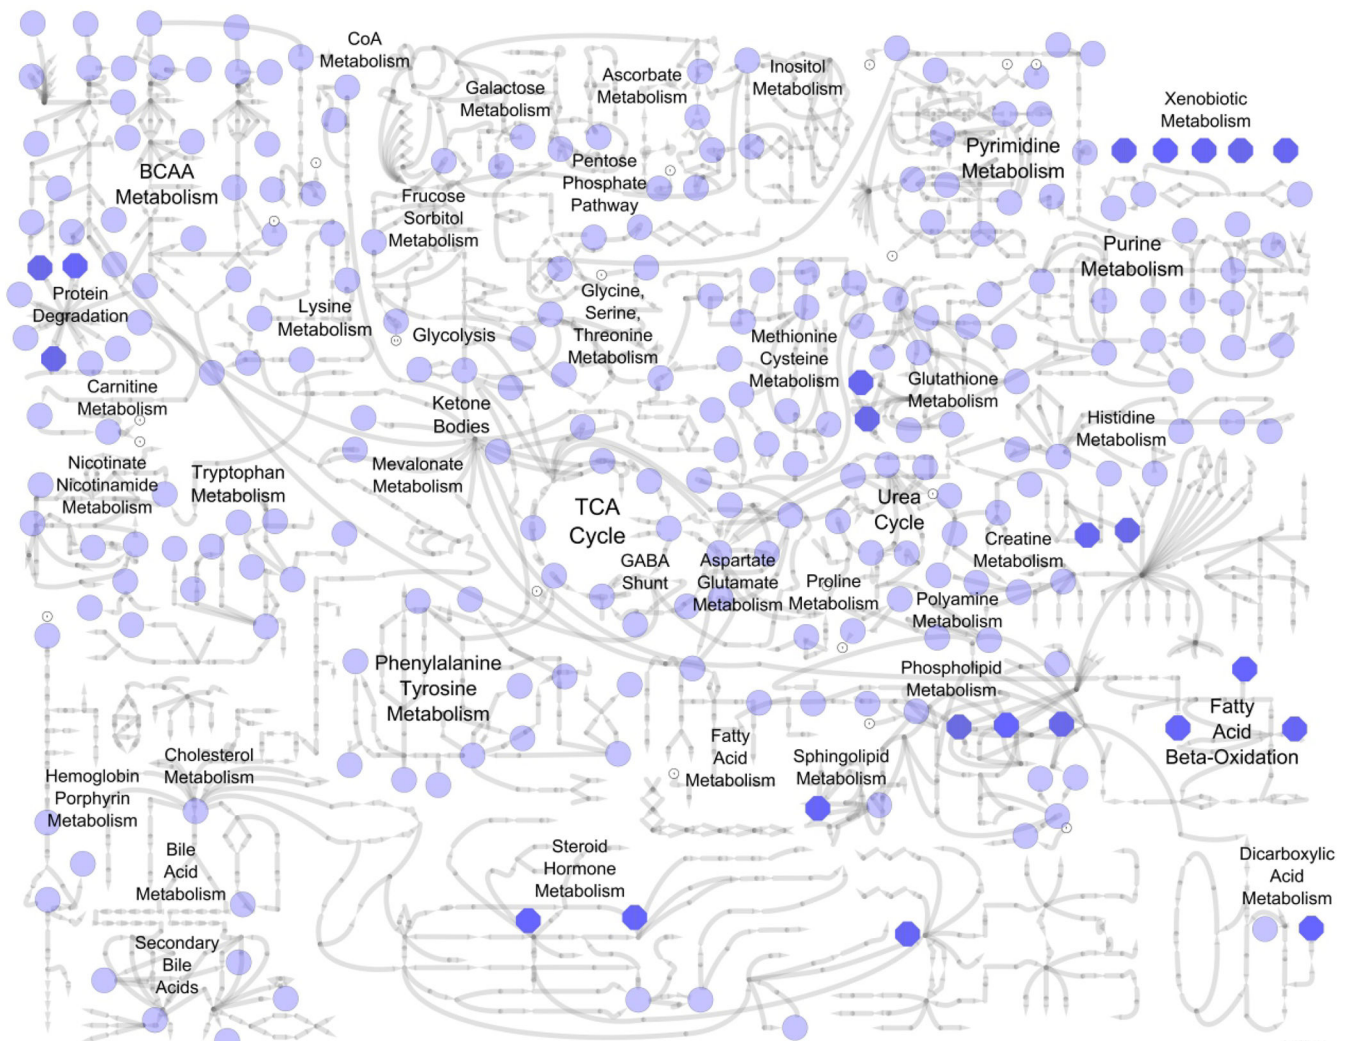 CoA
Metabolism
Galactose
Metabolism
Ascorbate
Metabolism
Inositol
Metabolism
Xenobiotic
Metabolism
BCAA
Metabolism
Pentose
Phosphate
Pathway
Pyrimidine
Metabolism
Frucose
Sorbitol
Metabolism
Purine
Metabolism
Protein
Degradation
Lysine
Metabolism
Glycolysis
Glycine,
Serine,
Threonine
Metabolism
Methionine
Cysteine
Metabolism
Glutathione
Metabolism
Carnitine
Metabolism
Ketone
Bodies
Histidine
Metabolism
Nicotinate
Nicotinamide
Metabolism
Tryptophan
Metabolism
Mevalonate
Metabolism
TCA
Cycle
Urea
Cycle
Creatine
Metabolism
GABA
Shunt
Aspartate
Glutamate
Metabolism
Proline
Metabolism
Polyamine
Metabolism
Phenylalanine
Tyrosine
Metabolism
Phospholipid
Metabolism
Fatty
Acid
Beta-Oxidation
Fatty
Acid
Metabolism
Sphingolipid
Metabolism
Cholesterol
Metabolism
Hemoglobin
Porphyrin
Metabolism
Bile
Acid
Metabolism
Steroid
Hormone
Metabolism
Dicarboxylic
Acid
Metabolism
Secondary
Bile
Acids